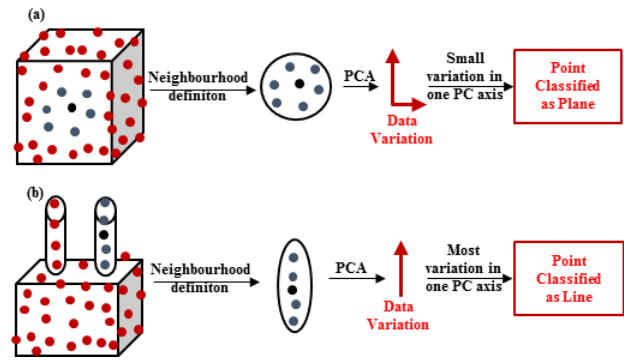 (a)
Neighbourhood
definiton
PCA
Data
Variation
Small
variation in
one PC axis
Point
Classified
as Plane
(b)
Neighbourhood
definiton
PCA
Data
Variation
Most
variation in
one PC axis
Point
Classified
as Line